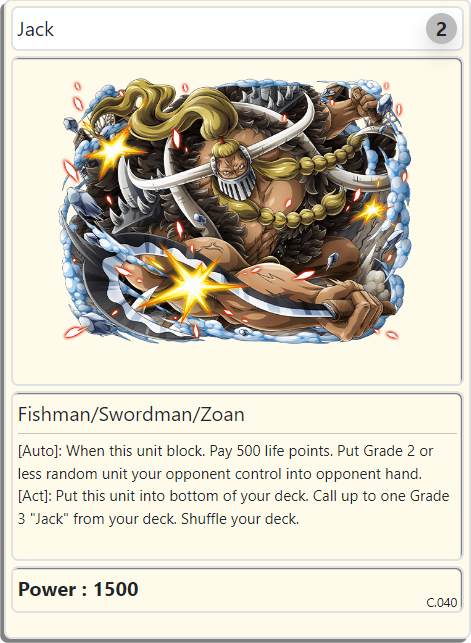 Jack
2
Fishman/Swordman/Zoan
[Auto]: When this unit block. Pay 500 life points. Put Grade 2 or
less random unit your opponent control into opponent hand.
[Act]: Put this unit into bottom of your deck. Call up to one Grade
3 "Jack" from your deck. Shuffle your deck.
Power : 1500
C.040